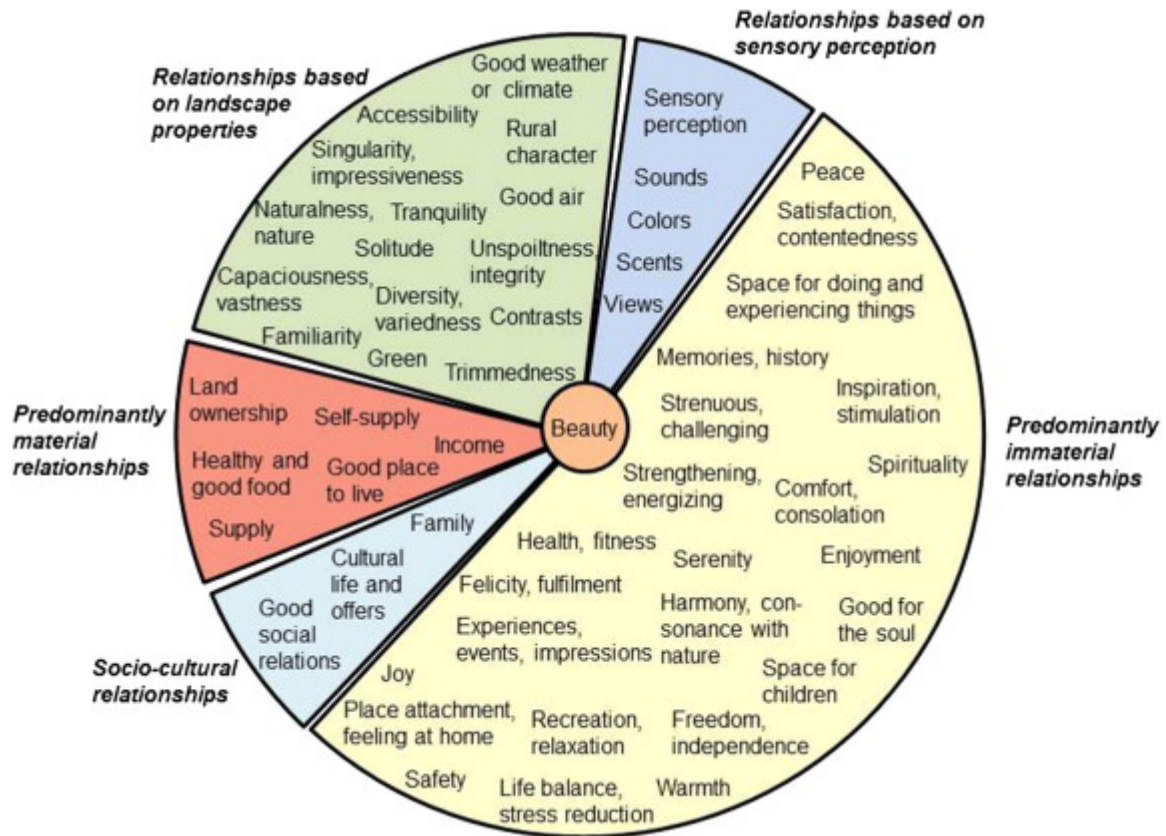 Relationships based on
sensory perception
Relationships based
on landscape
properties
Good weather
or climate
Accessibility
Rural
character
Singularity,
impressiveness
Good air
Naturalness,
nature
Tranquility
Solitude
Unspoiltness,
integrity
Capaciousness,
vastness
Diversity,
variedness
Contrasts
Familiarity
Green
Trimmedness
Sensory
perception
Sounds
Colors
Scents
Views
Predominantly
material
relationships
Land
ownership
Self-supply
Income
Healthy and
good food
Good place
to live
Supply
Beauty
Socio-cultural
relationships
Family
Cultural
life and
offers
Good
social
relations
Predominantly
immaterial
relationships
Peace
Satisfaction,
contentedness
Space for doing and
experiencing things
Memories, history
Inspiration,
stimulation
Strenuous,
challenging
Spirituality
Strengthening,
energizing
Comfort,
consolation
Health, fitness
Serenity
Enjoyment
Felicity, fulfilment
Harmony, con-
sonance with
nature
Good for
the soul
Experiences,
events, impressions
Space for
children
Joy
Place attachment,
feeling at home
Recreation,
relaxation
Freedom,
independence
Safety
Life balance,
stress reduction
Warmth